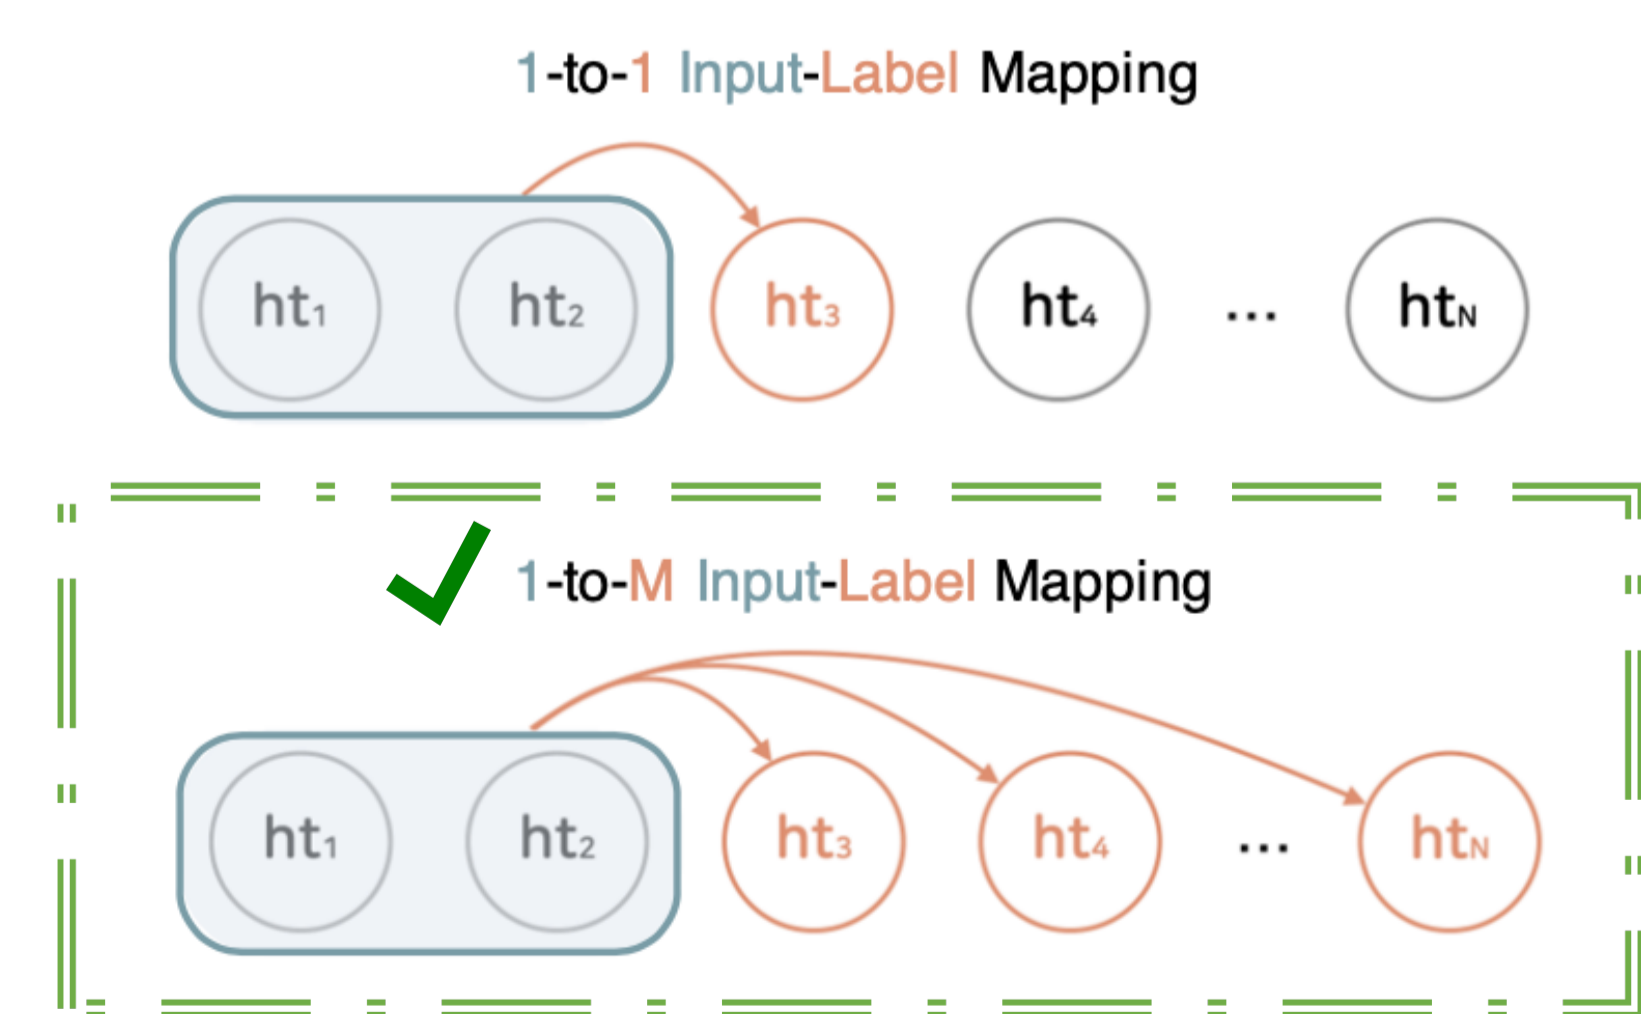 1-to-1 Input-Label Mapping
ht₁ ht₂ ht₃ ht₄ ... htN
1-to-M Input-Label Mapping
ht₁ ht₂ ht₃ ht₄ ... htN